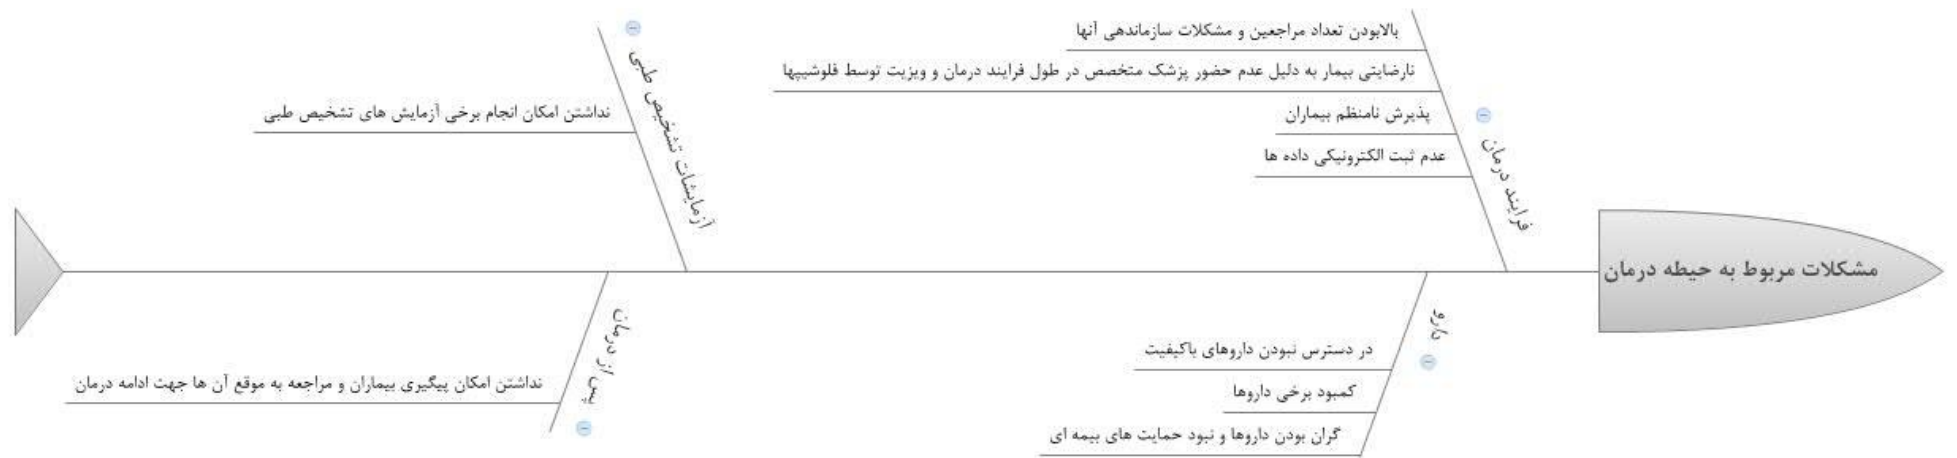 مشکلات مربوط به حیطه درمان
فرایند درمان
بالابودن تعداد مراجعین و مشکلات سازماندهی آنها
نارضایتی بیمار به دلیل عدم حضور پزشک متخصص در طول فرایند درمان و ویزیت توسط فلوشیپها
پذیرش نامنظم بیماران
عدم ثبت الکترونیکی داده ها
آزمایشات تشخیص طبی
نداشتن امکان انجام برخی آزمایش های تشخیص طبی
دارو
در دسترس نبودن داروهای باکیفیت
کمبود برخی داروها
گران بودن داروها و نبود حمایت های بیمه ای
پس از درمان
نداشتن امکان پیگیری بیماران و مراجعه به موقع آن ها جهت ادامه درمان